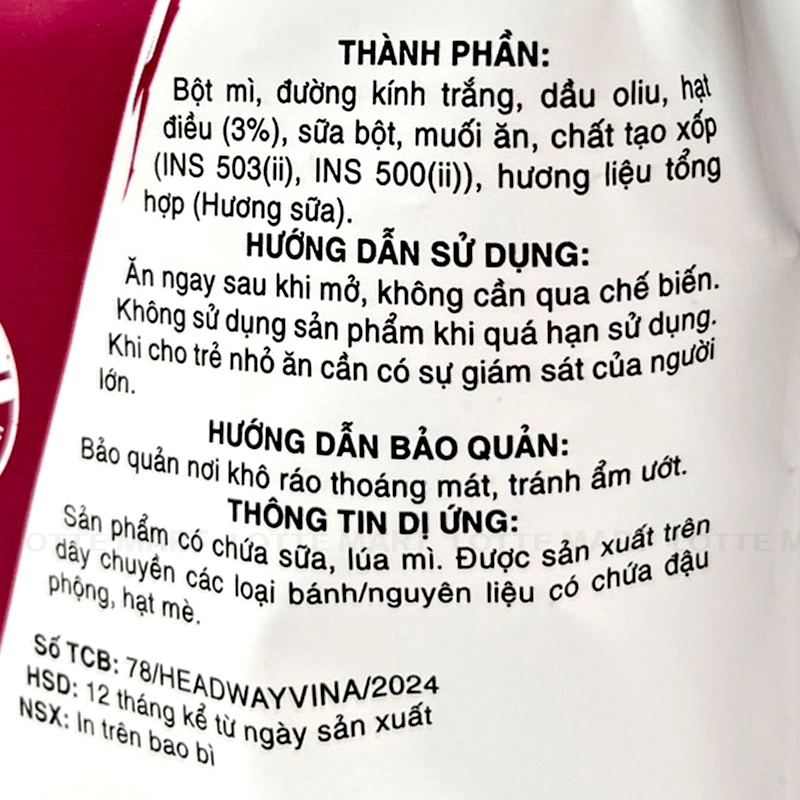 THÀNH PHẦN:
Bột mì, đường kính trắng, dầu oliu, hạt
điều (3%), sữa bột, muối ăn, chất tạo xốp
(INS 503(ii), INS 500(ii)), hương liệu tổng
hợp (Hương sữa).
HƯỚNG DẪN SỬ DỤNG:
Ăn ngay sau khi mở, không cần qua chế biến.
Không sử dụng sản phẩm khi quá hạn sử dụng.
Khi cho trẻ nhỏ ăn cần có sự giám sát của người
lớn.
HƯỚNG DẪN BẢO QUẢN:
Bảo quản nơi khô ráo thoáng mát, tránh ẩm ướt.
THÔNG TIN DỊ ỨNG:
Sản phẩm có chứa sữa, lúa mì. Được sản xuất trên
dây chuyền các loại bánh/nguyên liệu có chứa đậu
phộng, hạt mè.
Số TCB: 78/HEADWAYVINA/2024
HSD: 12 tháng kể từ ngày sản xuất
NSX: In trên bao bì